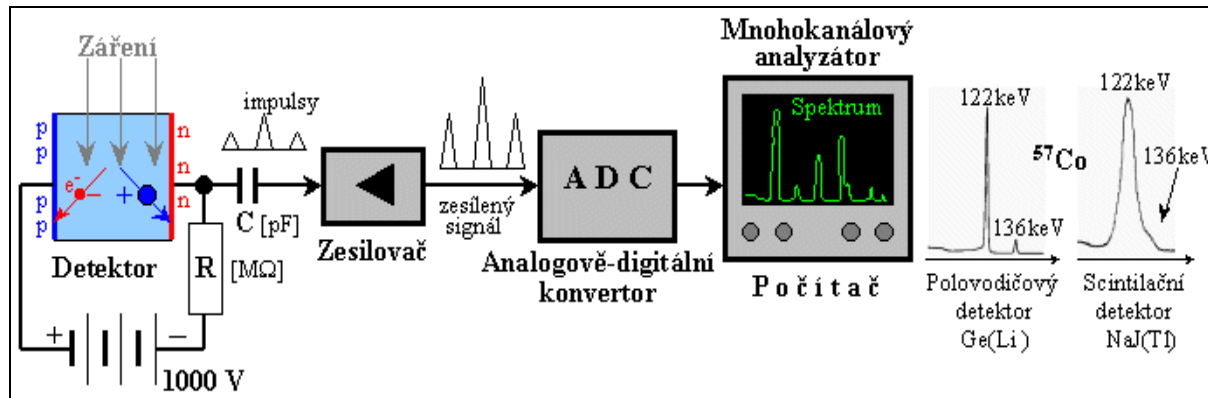 Záření
p
p
p
p
n
n
n
e-
−
+
Detektor
R
[MΩ]
+
−
1000 V
impulsy
C [pF]
Zesilovač
zesílený
signál
A D C
Analogově-digitální
konvertor
Mnohokanálový
analyzátor
Spektrum
Počítač
122keV
136keV
Polovodičový
detektor
Ge(Li)
57Co
122keV
136keV
Scintilační
detektor
NaJ(Tl)